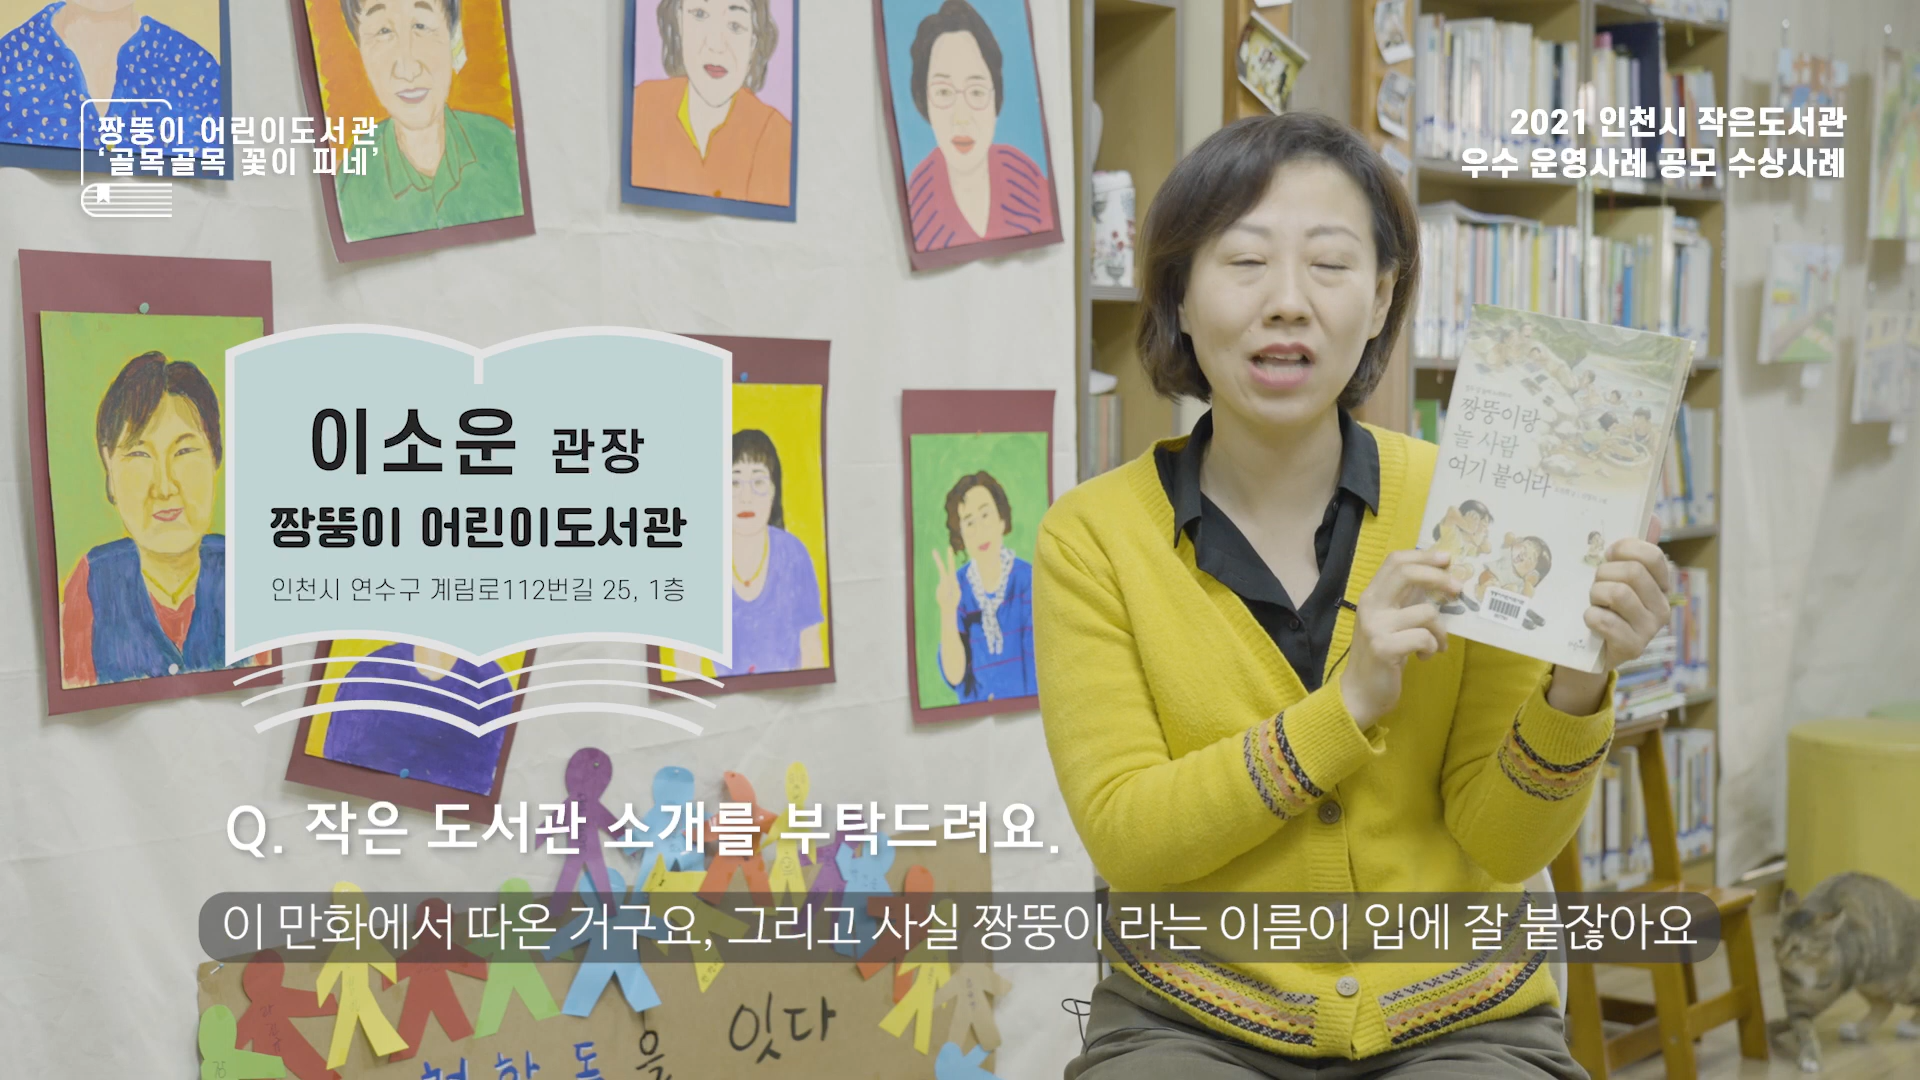 짱뚱이 어린이도서관
‘골목골목 꽃이 피네’
2021 인천시 작은도서관
우수 운영사례 공모 수상사례
이소운 관장
짱뚱이 어린이도서관
인천시 연수구 계림로112번길 25, 1층
짱뚱이랑
놀 사람
여기 붙어라
Q. 작은 도서관 소개를 부탁드려요.
이 만화에서 따온 거구요, 그리고 사실 짱뚱이 라는 이름이 입에 잘 붙잖아요
을 잇다